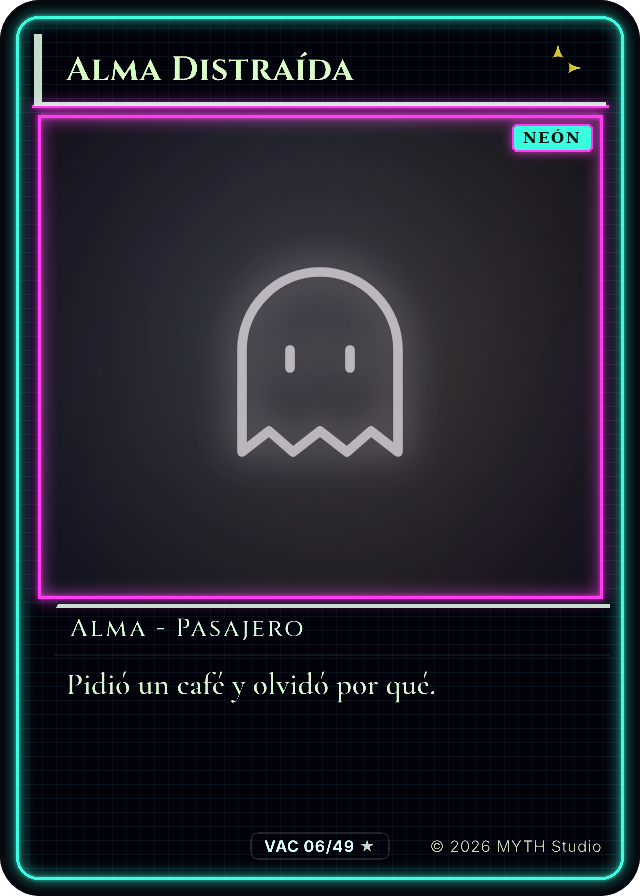 Alma Distraída
NEÓN
Alma - Pasajero
Pidió un café y olvidó por qué.
VAC 06/49 ★
© 2026 MYTH Studio